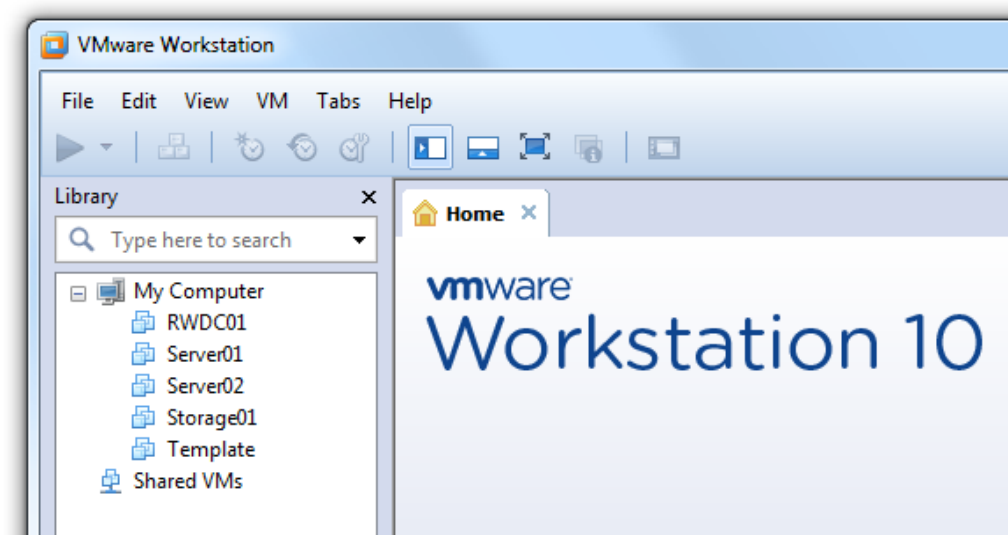 VMware Workstation
File Edit View VM Tabs Help
Library
Type here to search
My Computer
RWDC01
Server01
Server02
Storage01
Template
Shared VMs
Home
vmware
Workstation 10